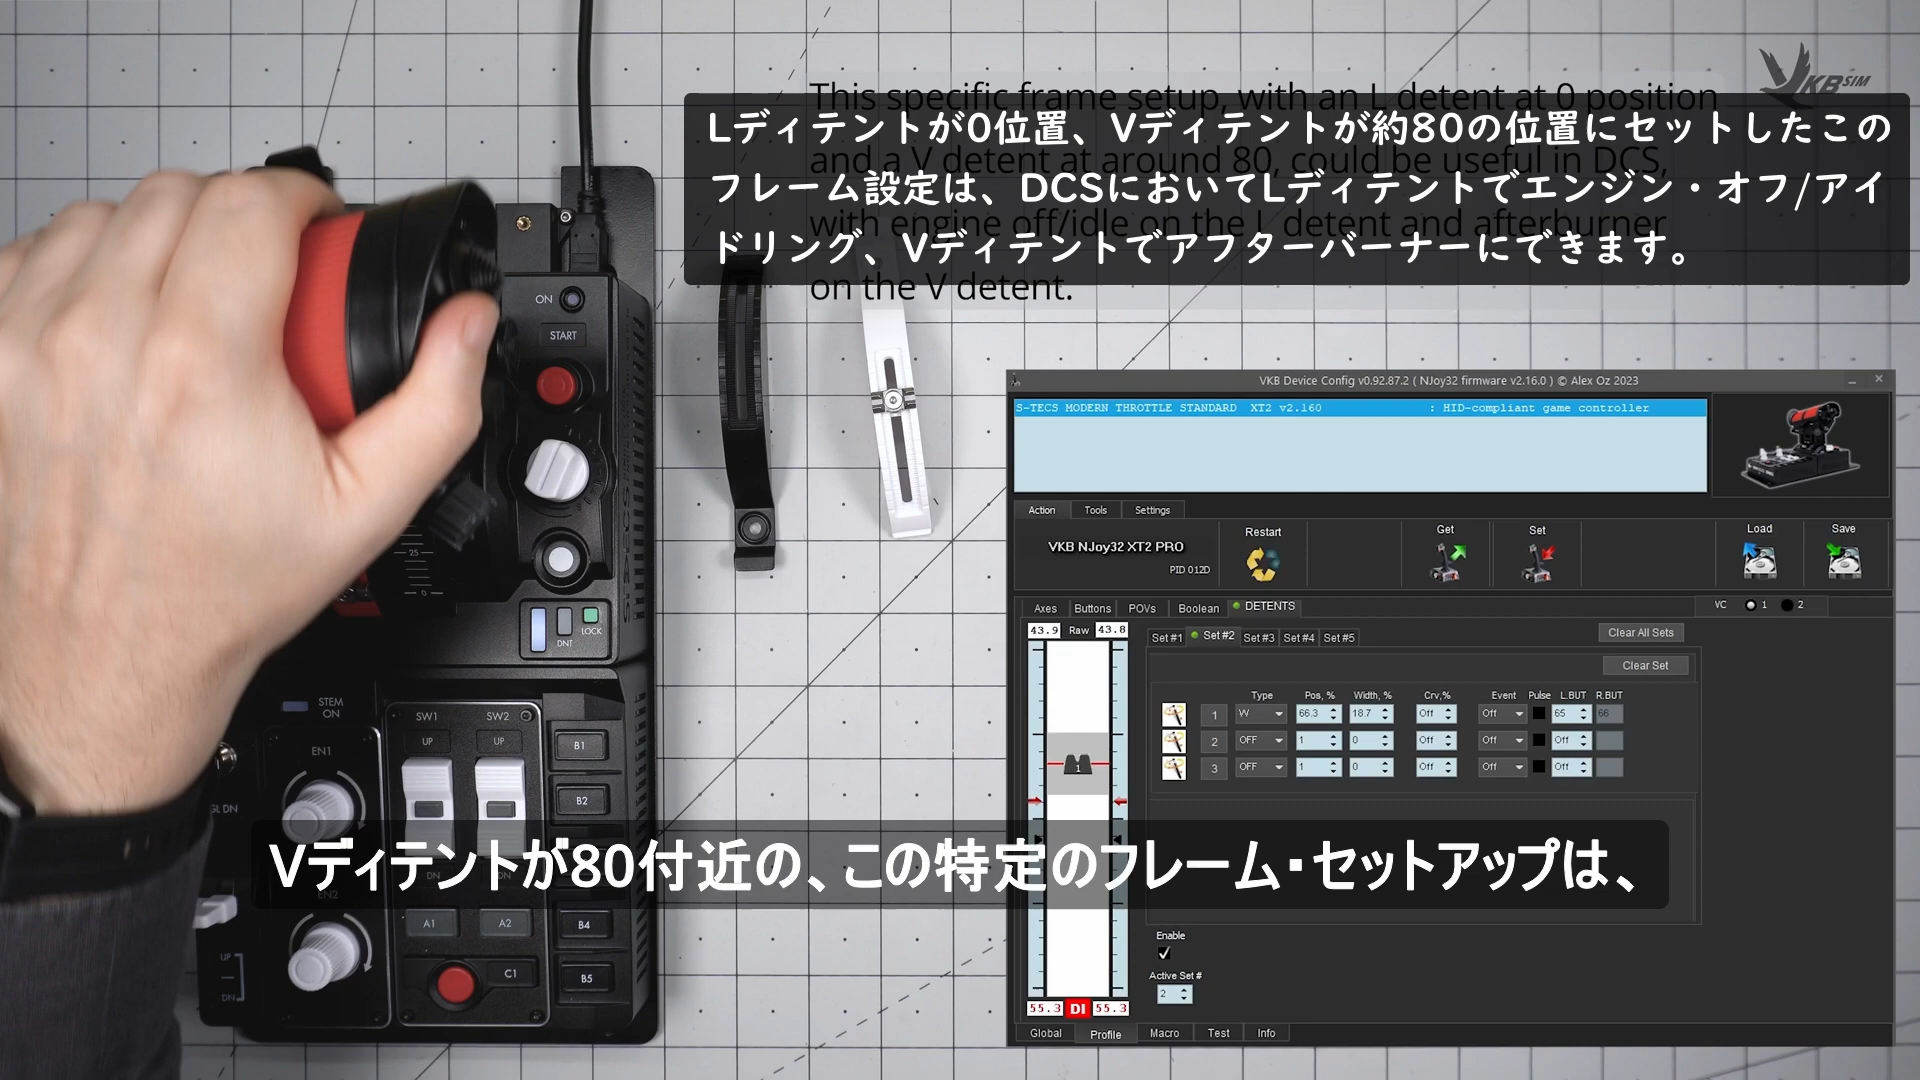 VKBSIM
This specific frame setup, with an L detent at 0 position
and a V detent at around 80, could be useful in DCS,
with engine off/idle on the L detent and afterburner
on the V detent.
Lディテントが0位置、Vディテントが約80の位置にセットしたこの
フレーム設定は、DCSにおいてLディテントでエンジン・オフ/アイ
ドリング、Vディテントでアフターバーナーにできます。
ON
START
25
0
DNT
LOCK
STEM
ON
SW1
SW2
UP
UP
EN1
B1
B2
GL DN
DN
DN
EN2
A1
A2
B4
C1
B5
UP
DN
VKB Device Config v0.92.87.2 ( NJoy32 firmware v2.16.0 ) © Alex Oz 2023
S-TECS MODERN THROTTLE STANDARD XT2 v2.160 : HID-compliant game controller
Action Tools Settings
VKB NJoy32 XT2 PRO
PID 012D
Restart
Get
Set
Load
Save
Axes Buttons POVs Boolean DETENTS
VC 1 2
43.9 Raw 43.8
Set #1 Set #2 Set #3 Set #4 Set #5
Clear All Sets
Clear Set
Type Pos, % Width, % Crv,% Event Pulse L.BUT R.BUT
1 W 66.3 18.7 Off Off 65 66
2 OFF 1 0 Off Off Off
3 OFF 1 0 Off Off Off
1
Vディテントが80付近の、この特定のフレーム・セットアップは、
Enable
Active Set #
2
55.3 DI 55.3
Global Profile Macro Test Info